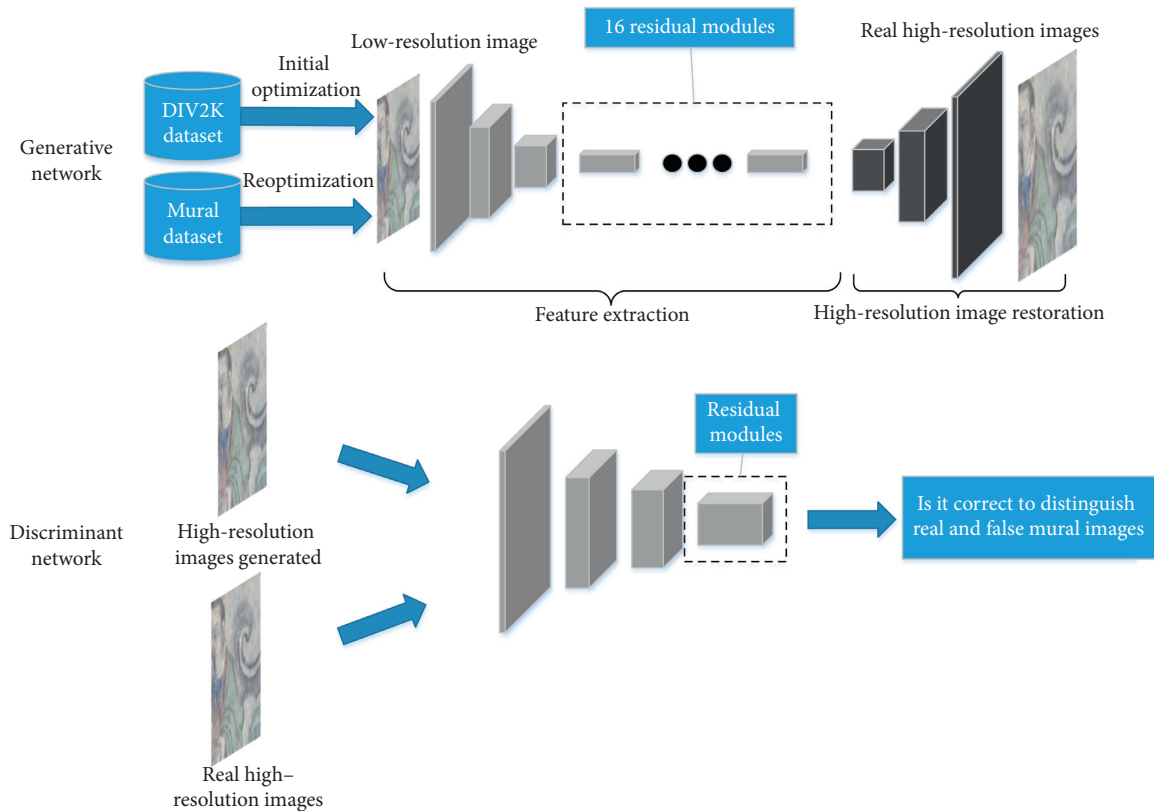 16 residual modules
Low-resolution image
Real high-resolution images
Initial
optimization
DIV2K
dataset
Generative
network
Reoptimization
Mural
dataset
Feature extraction
High-resolution image restoration
Residual
modules
Discriminant
network
High-resolution
images generated
Is it correct to distinguish
real and false mural images
Real high–
resolution images